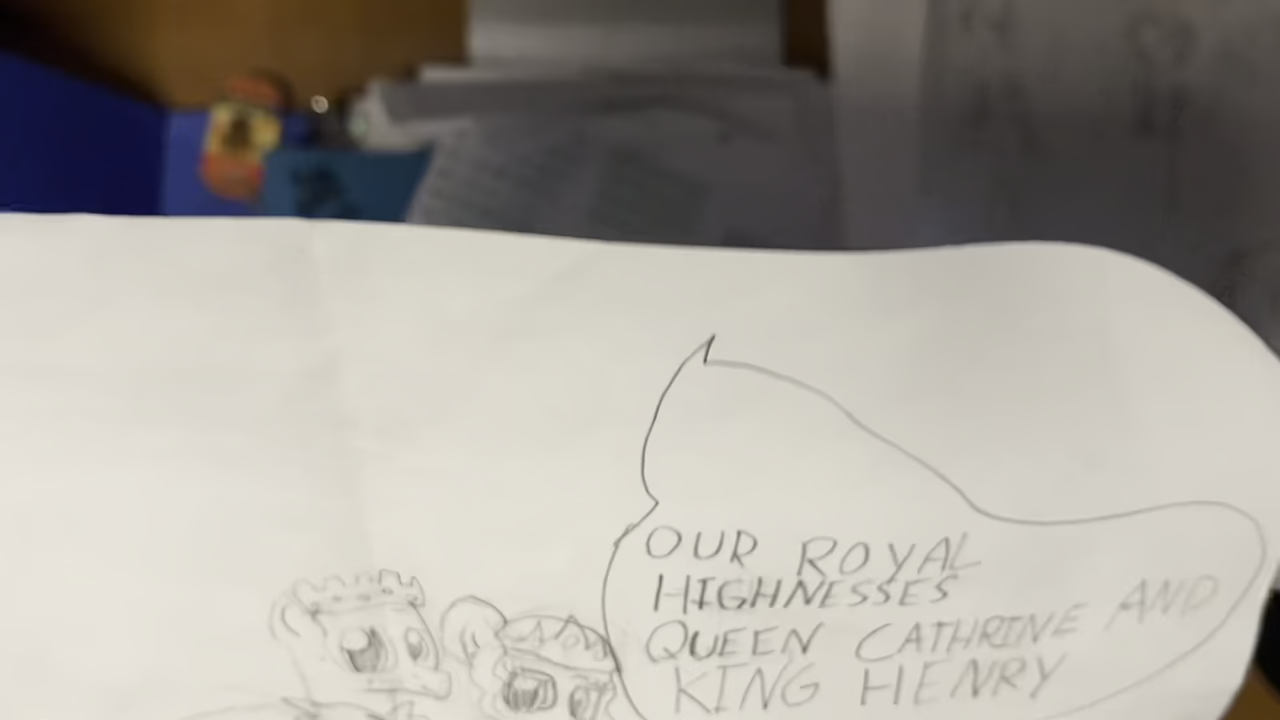 OUR ROYAL
HIGHNESSES
QUEEN CATHRINE AND
KING HENRY